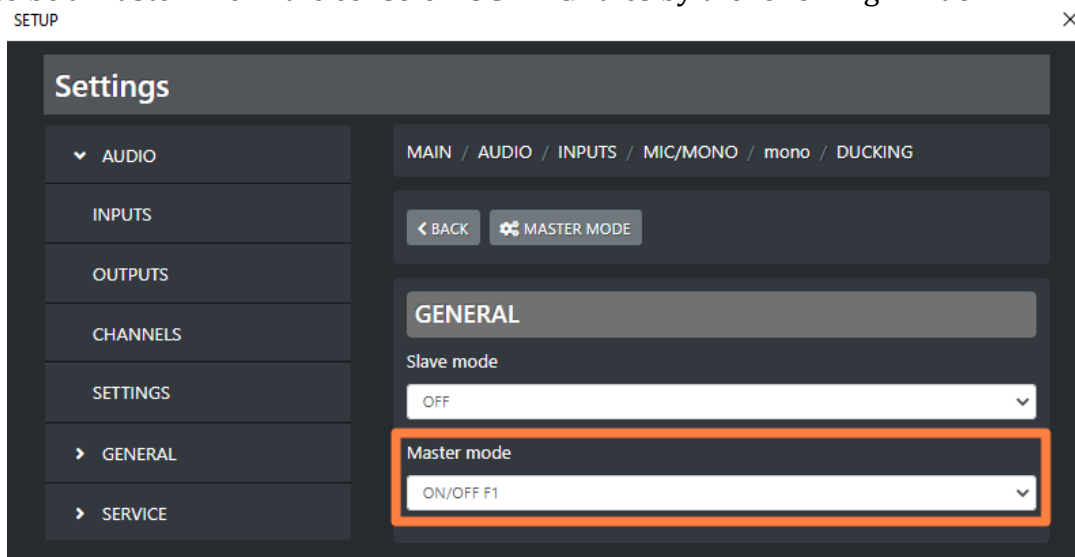 SETUP
Settings
AUDIO
INPUTS
OUTPUTS
CHANNELS
SETTINGS
GENERAL
SERVICE
MAIN / AUDIO / INPUTS / MIC/MONO / mono / DUCKING
BACK MASTER MODE
GENERAL
Slave mode
OFF
Master mode
ON/OFF F1